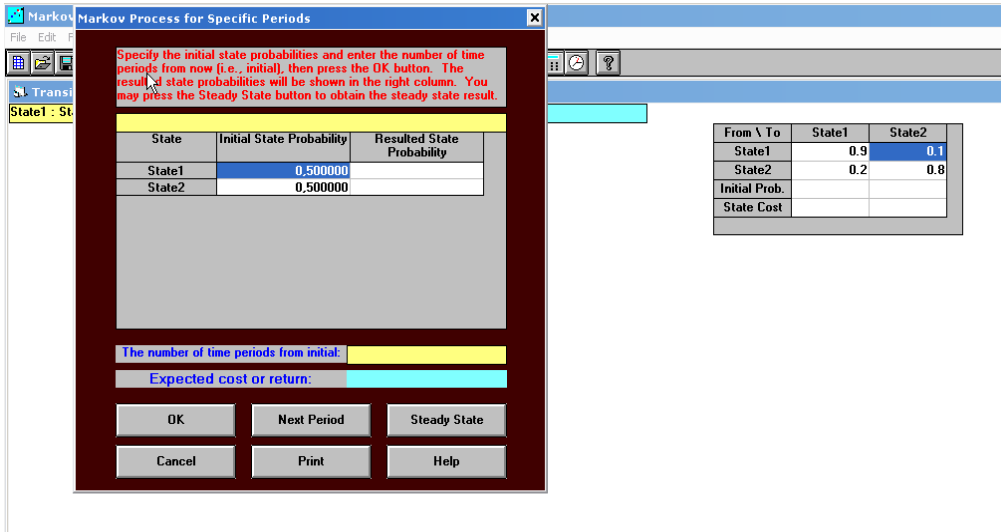 Markov
Markov Process for Specific Periods
File Edit F
Specify the initial state probabilities and enter the number of time
periods from now (i.e., initial), then press the OK button. The
resulted state probabilities will be shown in the right column. You
may press the Steady State button to obtain the steady state result.
Transi
State1 : St
State Initial State Probability Resulted State
Probability
State1 0,500000
State2 0,500000
The number of time periods from initial:
Expected cost or return:
OK Next Period Steady State
Cancel Print Help
From \ To State1 State2
State1 0.9 0.1
State2 0.2 0.8
Initial Prob.
State Cost